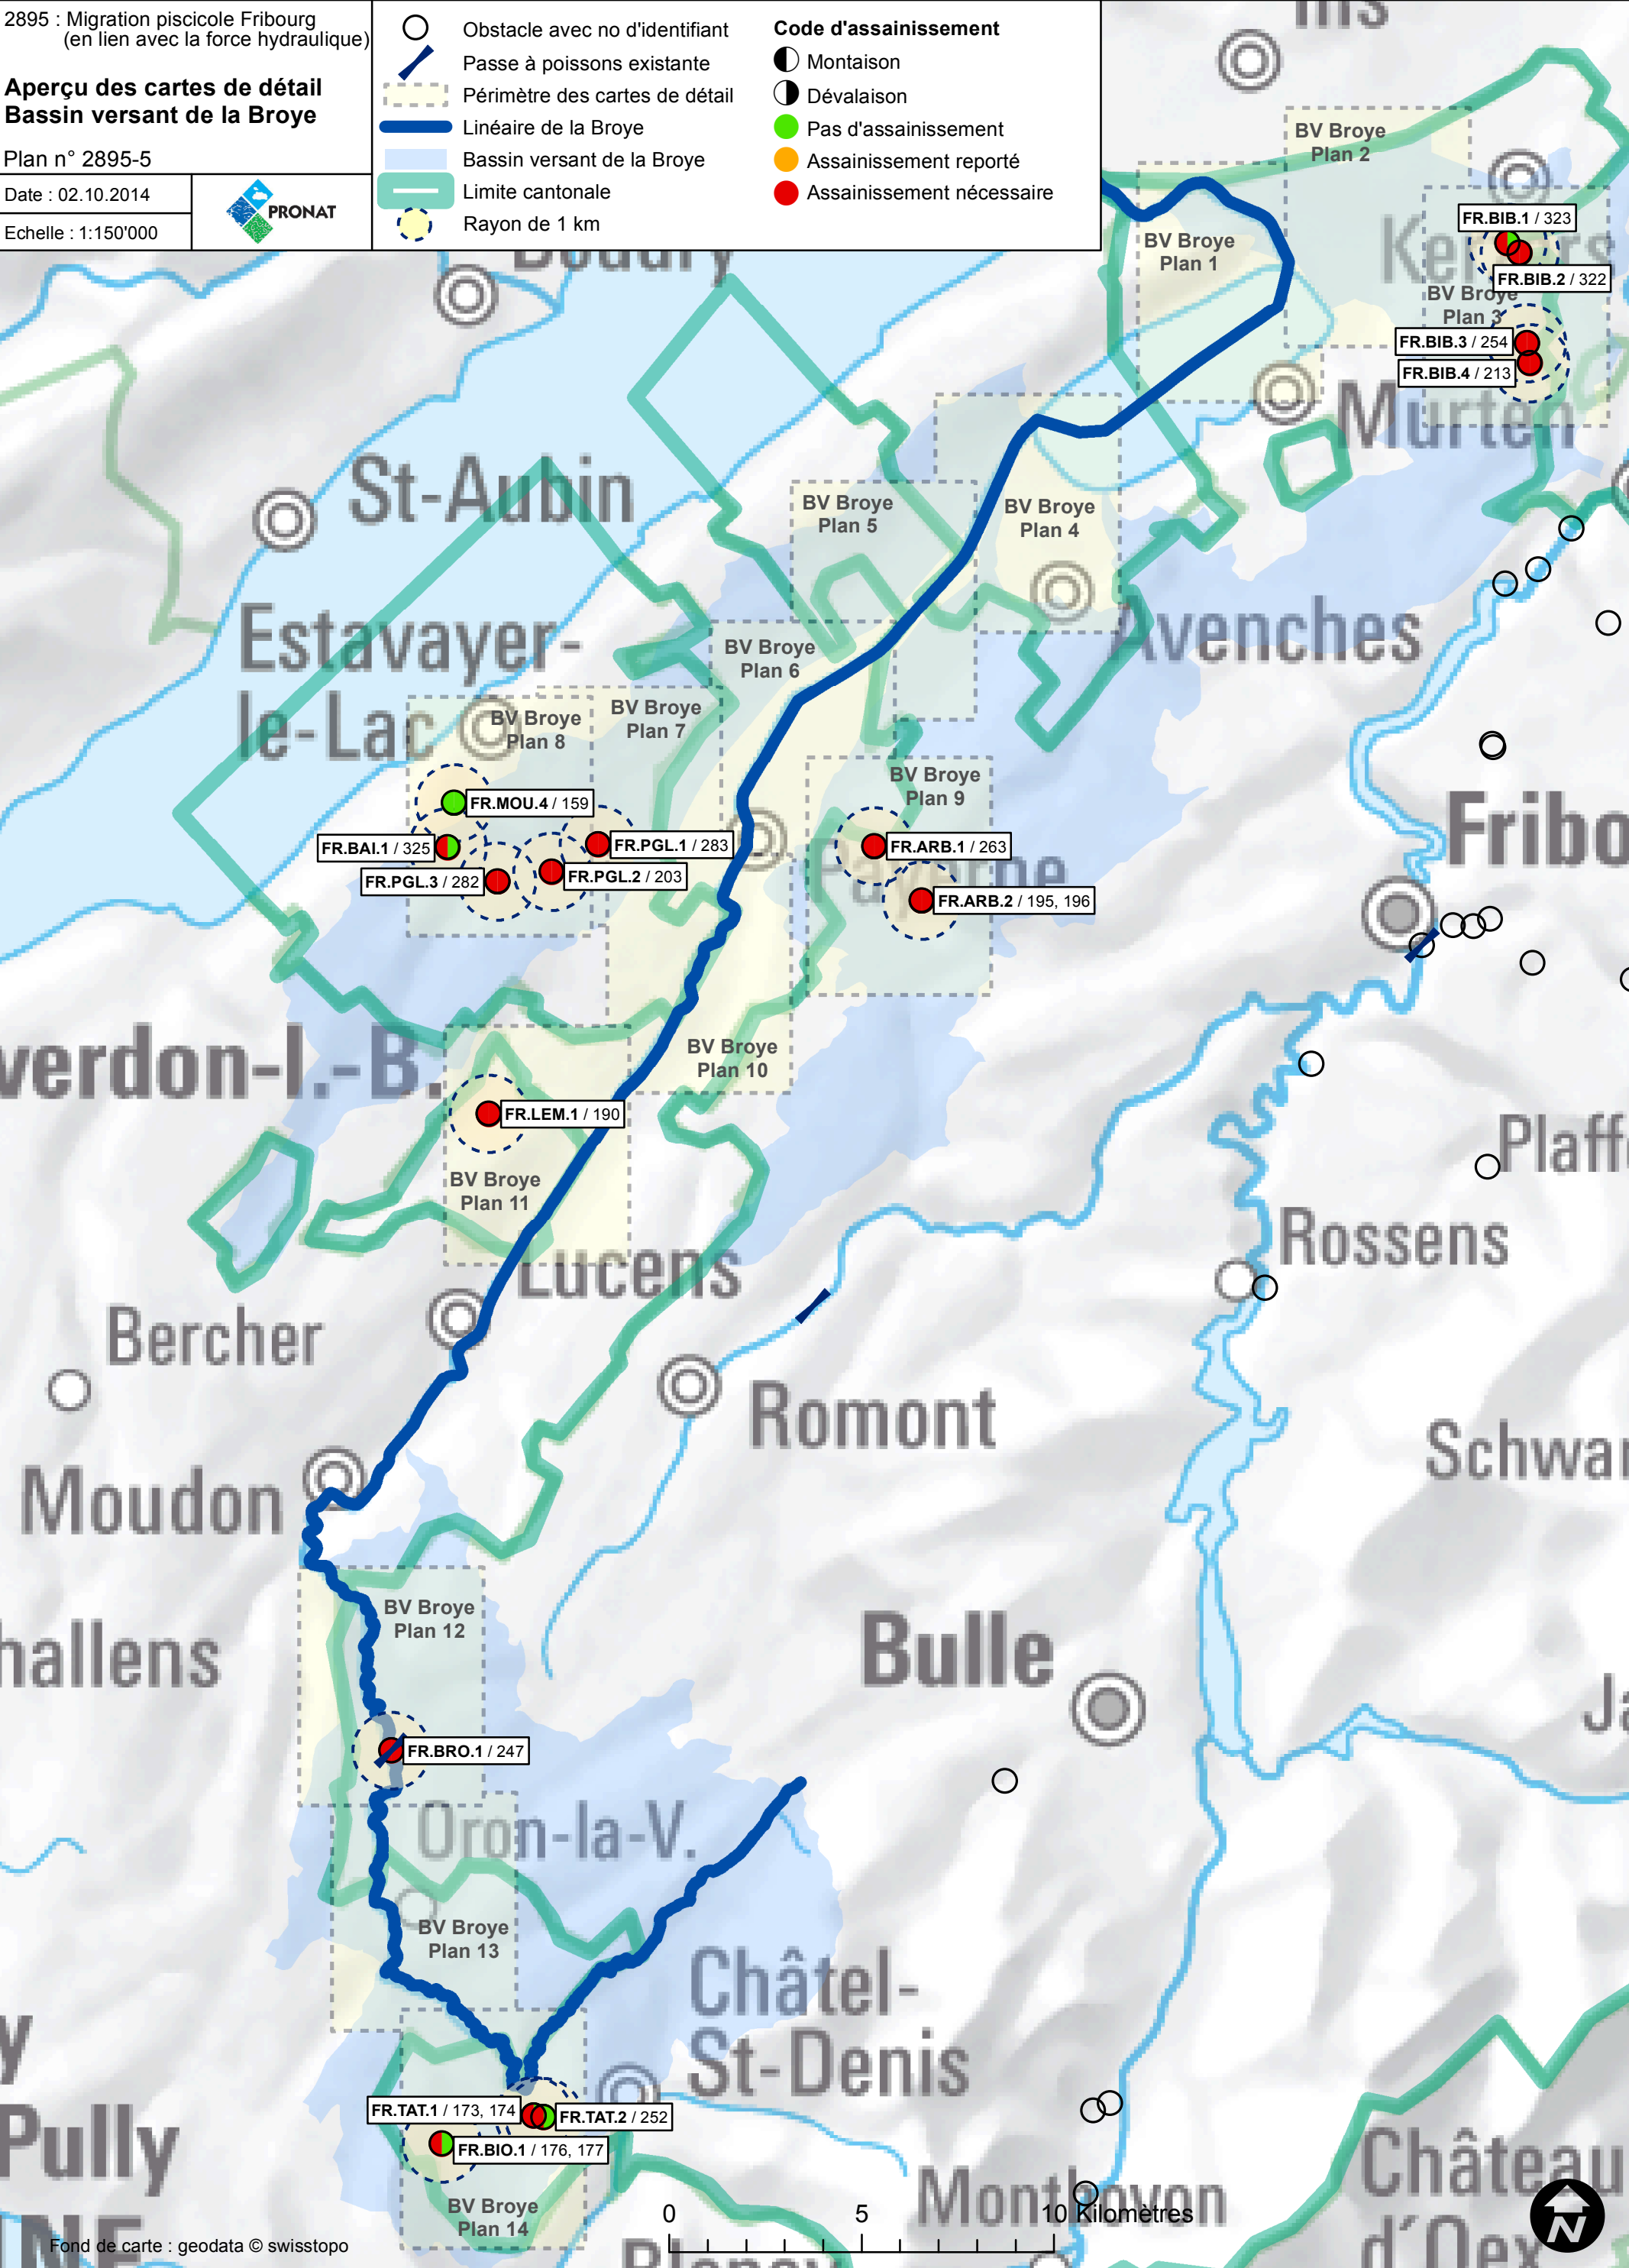 2895 : Migration piscicole Fribourg
(en lien avec la force hydraulique)
Aperçu des cartes de détail
Bassin versant de la Broye
Plan n° 2895-5
Date : 02.10.2014
Echelle : 1:150'000
PRONAT
Obstacle avec no d'identifiant
Passe à poissons existante
Périmètre des cartes de détail
Linéaire de la Broye
Bassin versant de la Broye
Limite cantonale
Rayon de 1 km
Code d'assainissement
Montaison
Dévalaison
Pas d'assainissement
Assainissement reporté
Assainissement nécessaire
BV Broye
Plan 2
FR.BIB.1 / 323
BV Broye
Plan 1
FR.BIB.2 / 322
BV Broye
Plan 3
FR.BIB.3 / 254
FR.BIB.4 / 213
Murten
St-Aubin
BV Broye
Plan 5
BV Broye
Plan 4
Avenches
Estavayer-
le-Lac
BV Broye
Plan 6
BV Broye
Plan 7
BV Broye
Plan 8
BV Broye
Plan 9
FR.MOU.4 / 159
FR.BAI.1 / 325
FR.PGL.1 / 283
FR.PGL.2 / 203
FR.PGL.3 / 282
FR.ARB.1 / 263
Payerne
FR.ARB.2 / 195, 196
Fribo
verdon-l.-B.
BV Broye
Plan 10
FR.LEM.1 / 190
Plaffe
BV Broye
Plan 11
Lucens
Rossens
Bercher
Romont
Schwar
Moudon
BV Broye
Plan 12
hallens
Bulle
Ja
FR.BRO.1 / 247
Oron-la-V.
BV Broye
Plan 13
Châtel-
St-Denis
y
FR.TAT.1 / 173, 174
FR.TAT.2 / 252
FR.BIO.1 / 176, 177
Pully
BV Broye
Plan 14
Montbovon
Château
d'Oex
0 5 10 Kilomètres
N
NE
Fond de carte : geodata © swisstopo